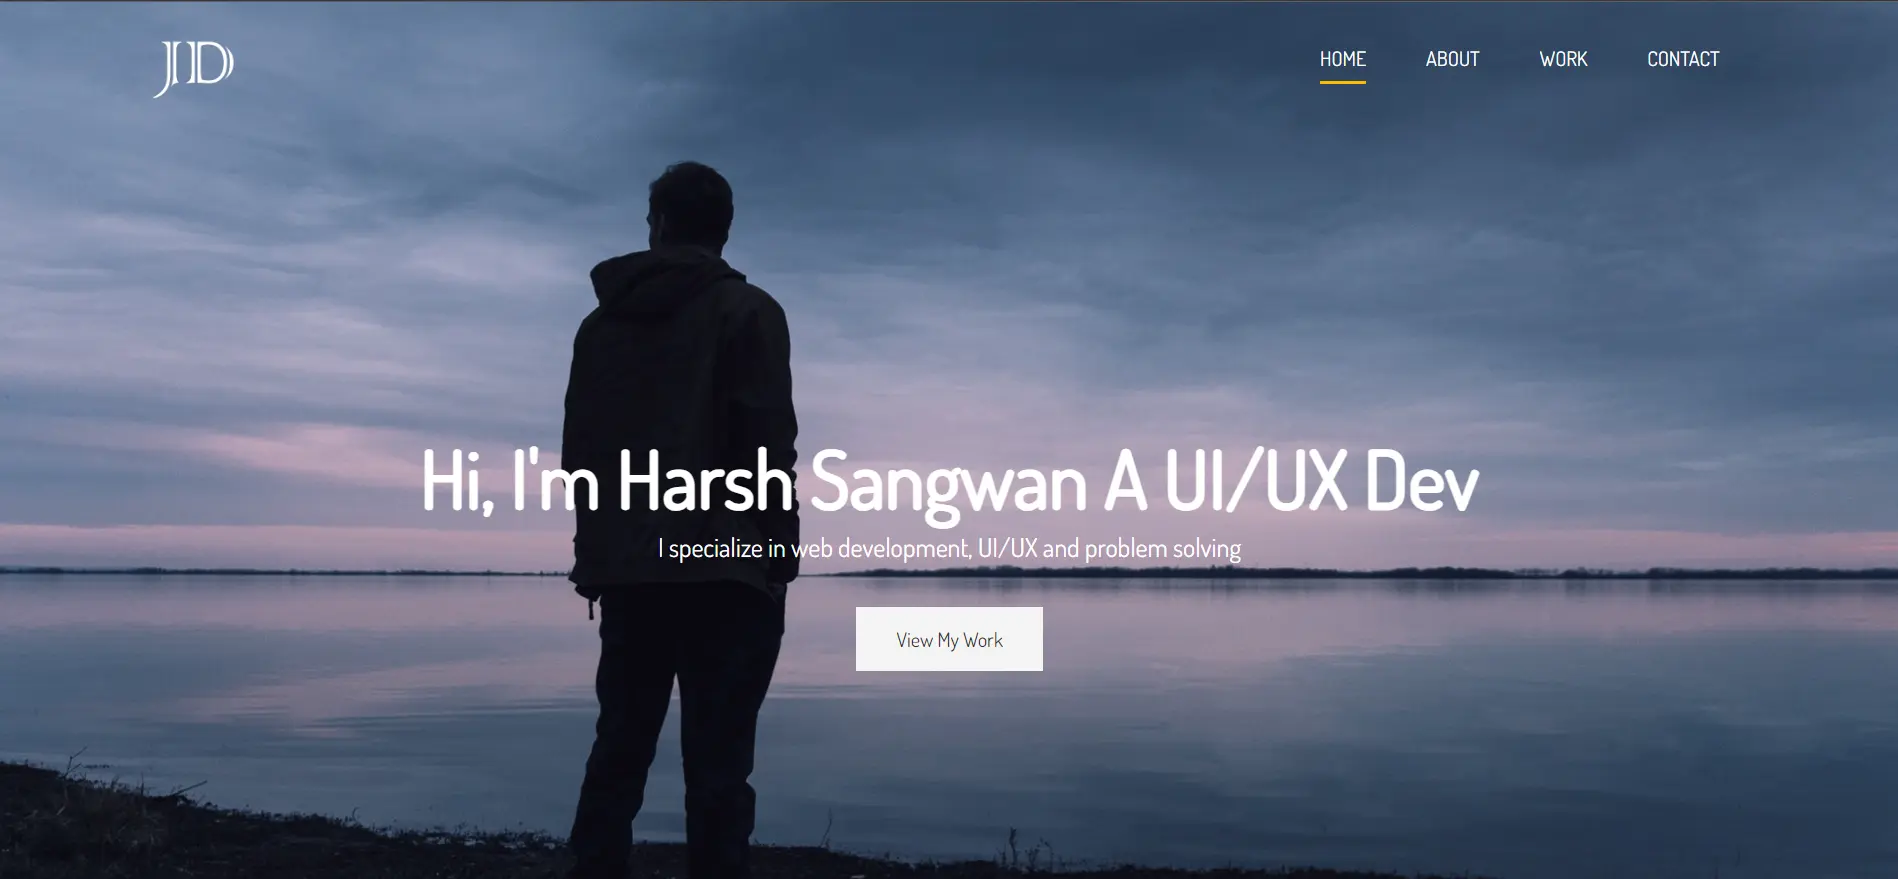 JD
HOME ABOUT WORK CONTACT
Hi, I'm Harsh Sangwan A UI/UX Dev
I specialize in web development, UI/UX and problem solving
View My Work